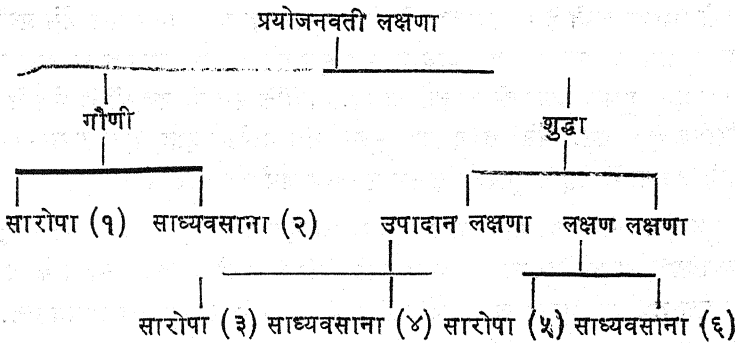 प्रयोजनवती लक्षणा
गौणी शुद्धा
सारोपा (१) साध्यवसाना (२) उपादान लक्षणा लक्षण लक्षणा
सारोपा (३) साध्यवसाना (४) सारोपा (५) साध्यवसाना (६)